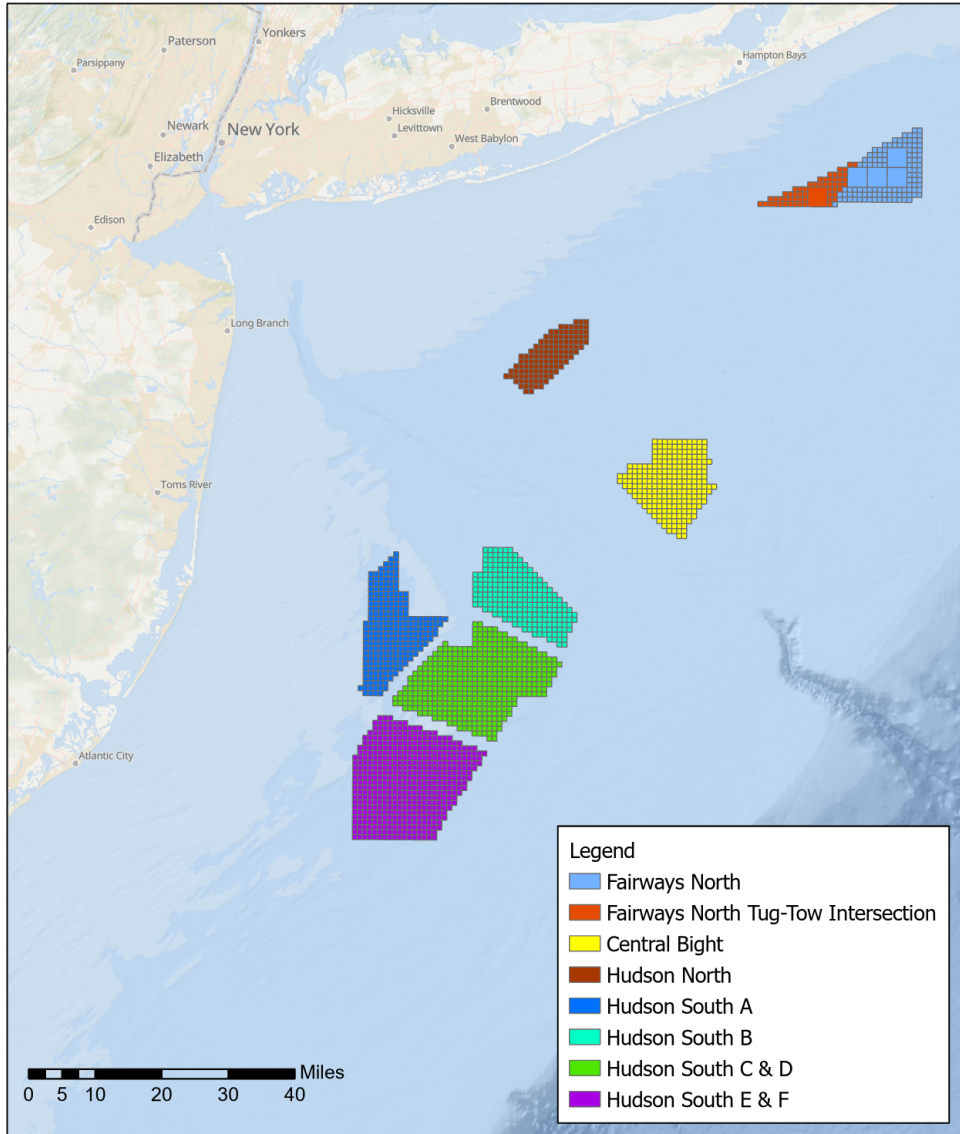 Yonkers
Paterson
Parsippany
Hampton Bays
Brentwood
Hicksville
Newark
New York
Levittown
West Babylon
Elizabeth
Edison
Long Branch
Toms River
Atlantic City
Legend
Fairways North
Fairways North Tug-Tow Intersection
Central Bight
Hudson North
Hudson South A
Hudson South B
Hudson South C & D
Hudson South E & F
Miles
0 5 10 20 30 40